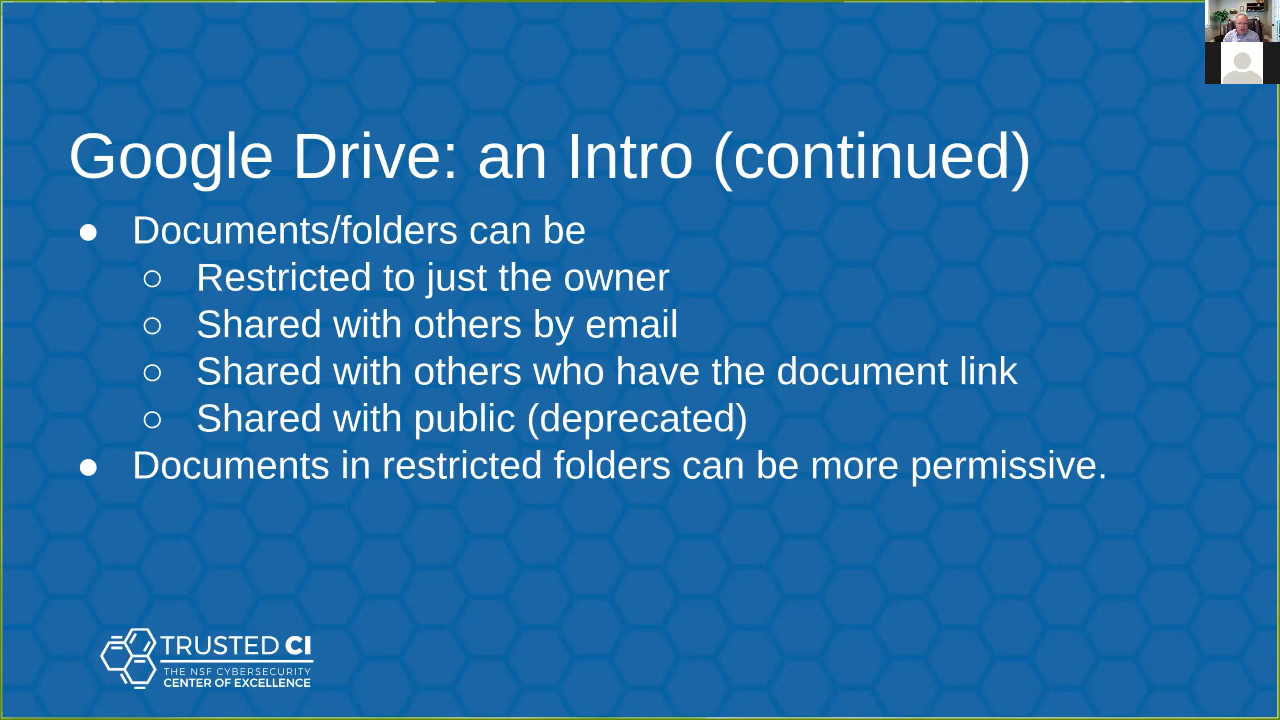 Google Drive: an Intro (continued)
● Documents/folders can be
○ Restricted to just the owner
○ Shared with others by email
○ Shared with others who have the document link
○ Shared with public (deprecated)
● Documents in restricted folders can be more permissive.
TRUSTED CI
THE NSF CYBERSECURITY
CENTER OF EXCELLENCE